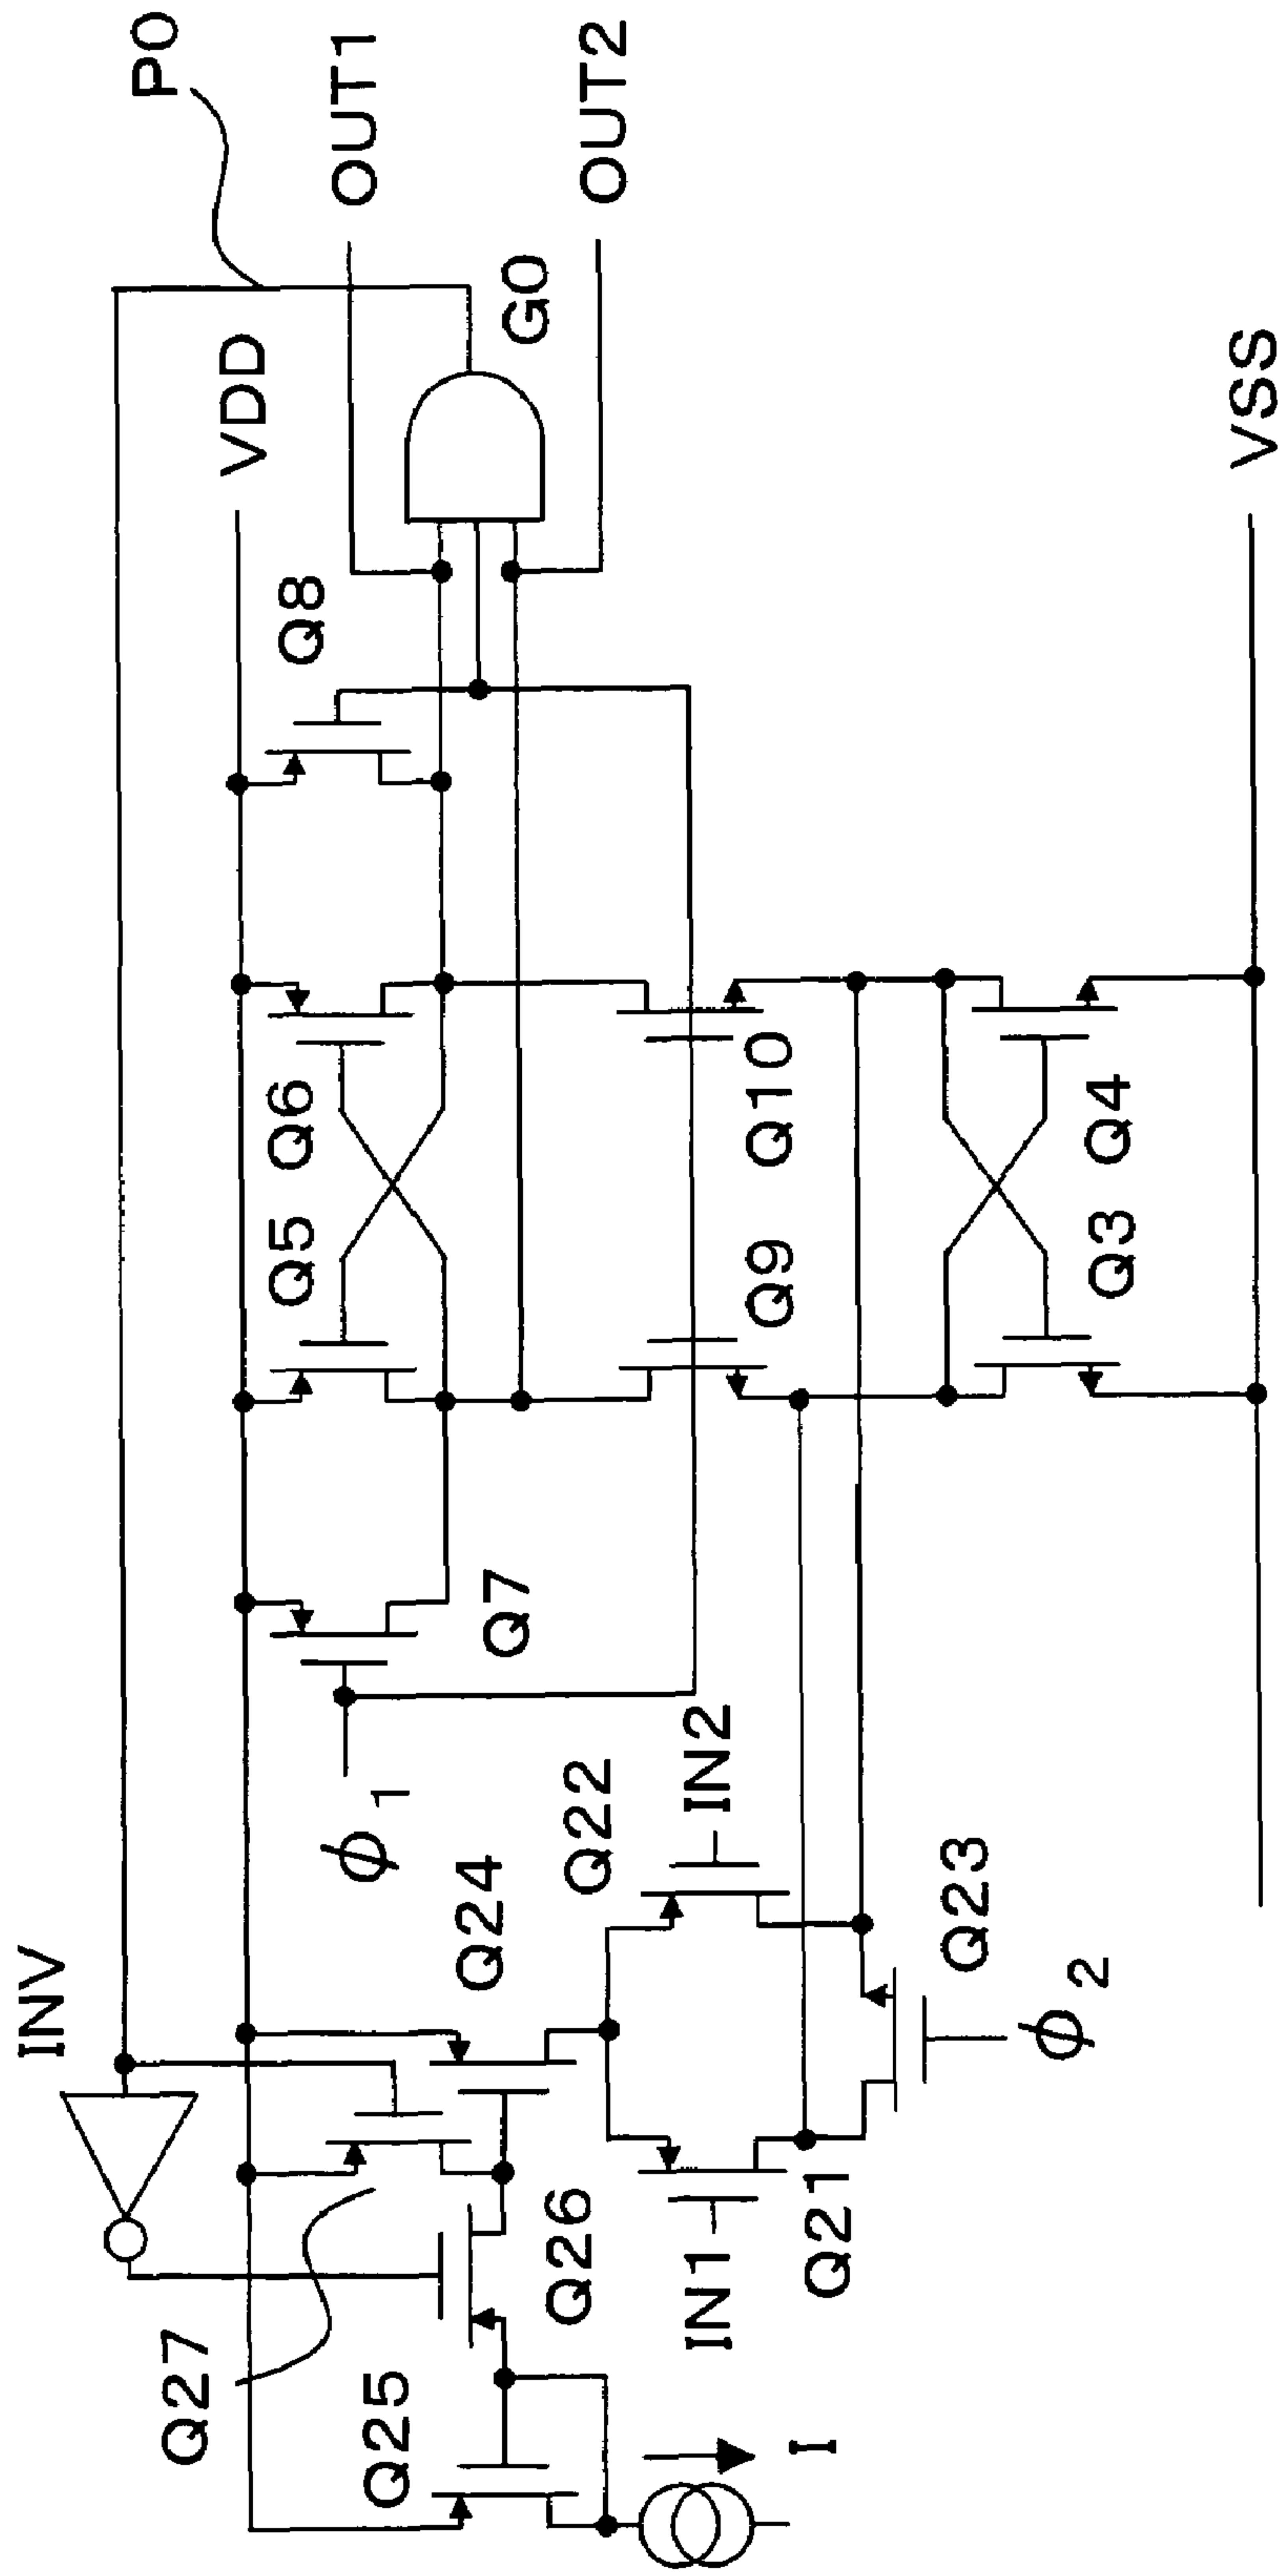 INV
P0
VDD
OUT1
OUT2
G0
Q8
Q6
Q5
Q7
φ1
Q24
Q22
IN2
Q27
Q25
Q26
I
IN1
Q21
Q23
φ2
Q9
Q10
Q3
Q4
VSS